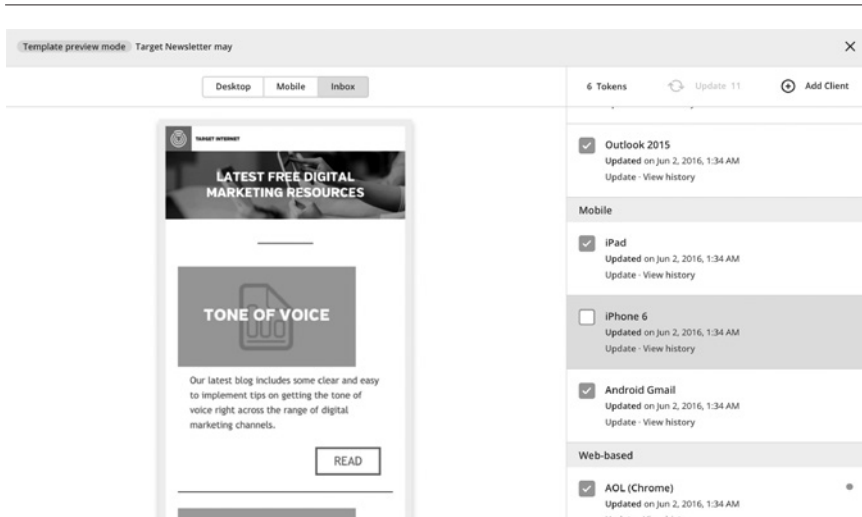 Template preview mode Target Newsletter may
Desktop Mobile Inbox
6 Tokens Update 11 Add Client
TARGET INTERNET
LATEST FREE DIGITAL
MARKETING RESOURCES
TONE OF VOICE
Our latest blog includes some clear and easy
to implement tips on getting the tone of
voice right across the range of digital
marketing channels.
READ
Outlook 2015
Updated on Jun 2, 2016, 1:34 AM
Update · View history
Mobile
iPad
Updated on Jun 2, 2016, 1:34 AM
Update · View history
iPhone 6
Updated on Jun 2, 2016, 1:34 AM
Update · View history
Android Gmail
Updated on Jun 2, 2016, 1:34 AM
Update · View history
Web-based
AOL (Chrome)
Updated on Jun 2, 2016, 1:34 AM